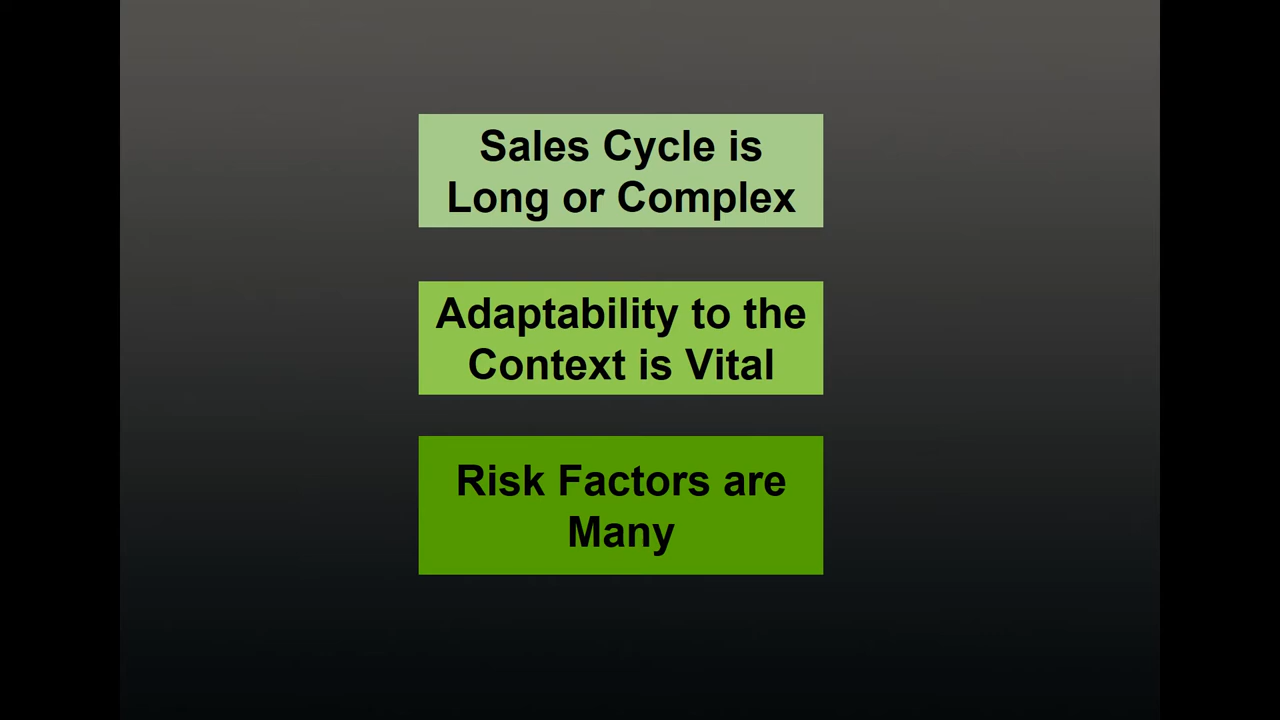 Sales Cycle is
Long or Complex
Adaptability to the
Context is Vital
Risk Factors are
Many